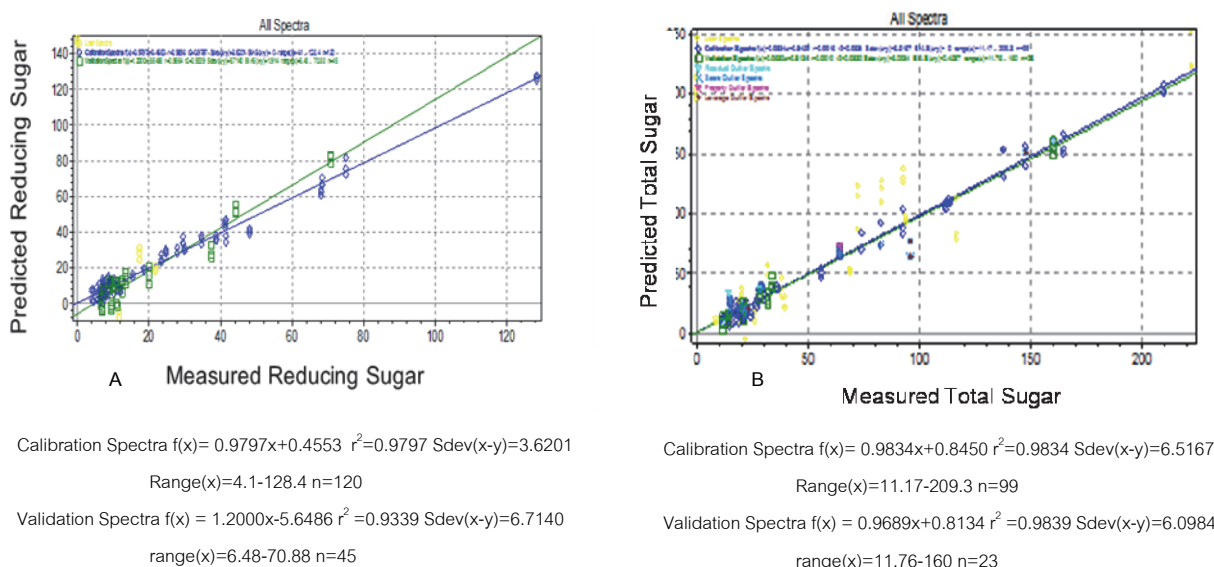 All Spectra
Predicted Reducing Sugar
140
120
100
80
60
40
20
0
0 20 40 60 80 100 120
A
Measured Reducing Sugar
Calibration Spectra f(x)= 0.9797x+0.4553 r²=0.9797 Sdev(x-y)=3.6201
Range(x)=4.1-128.4 n=120
Validation Spectra f(x) = 1.2000x-5.6486 r² =0.9339 Sdev(x-y)=6.7140
range(x)=6.48-70.88 n=45
All Spectra
Predicted Total Sugar
0
0 50 100 150 200
B
Measured Total Sugar
Calibration Spectra f(x)= 0.9834x+0.8450 r²=0.9834 Sdev(x-y)=6.5167
Range(x)=11.17-209.3 n=99
Validation Spectra f(x) = 0.9689x+0.8134 r² =0.9839 Sdev(x-y)=6.0984
range(x)=11.76-160 n=23